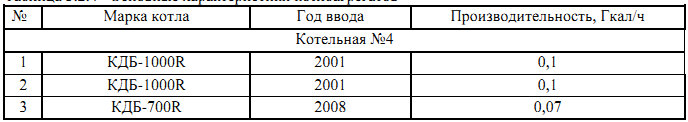 № Марка котла Год ввода Производительность, Гкал/ч
Котельная №4
1 КДБ-1000R 2001 0,1
2 КДБ-1000R 2001 0,1
3 КДБ-700R 2008 0,07